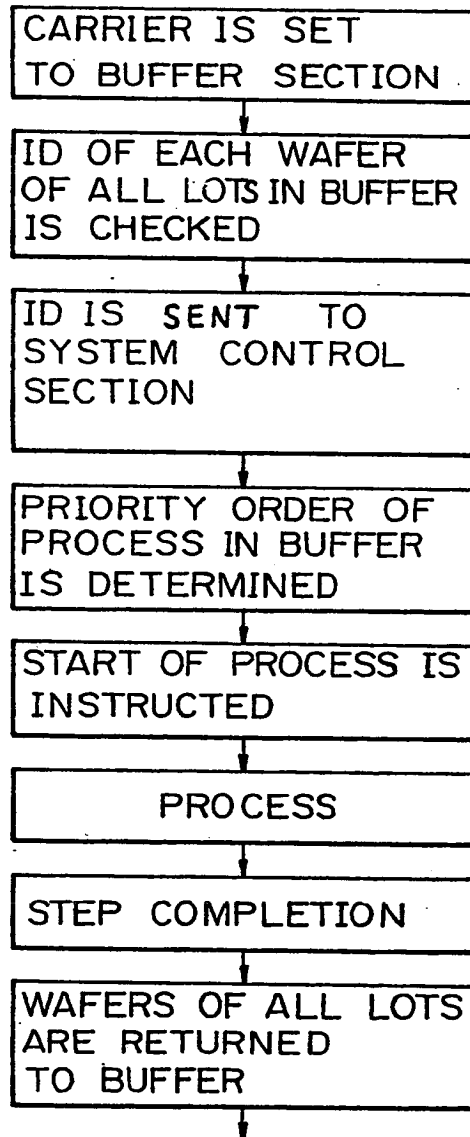 CARRIER IS SET
TO BUFFER SECTION
ID OF EACH WAFER
OF ALL LOTS IN BUFFER
IS CHECKED
ID IS SENT TO
SYSTEM CONTROL
SECTION
PRIORITY ORDER OF
PROCESS IN BUFFER
IS DETERMINED
START OF PROCESS IS
INSTRUCTED
PROCESS
STEP COMPLETION
WAFERS OF ALL LOTS
ARE RETURNED
TO BUFFER